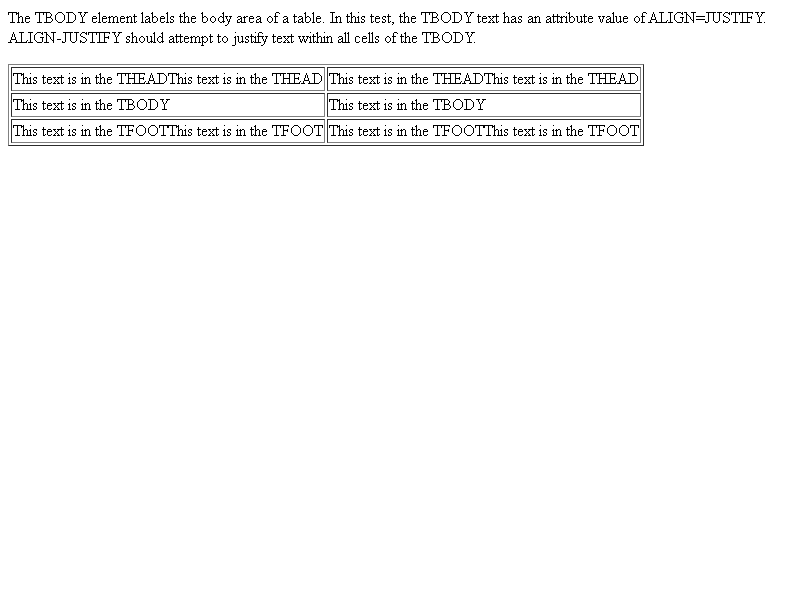 The TBODY element labels the body area of a table. In this test, the TBODY text has an attribute value of ALIGN=JUSTIFY.
ALIGN-JUSTIFY should attempt to justify text within all cells of the TBODY.
This text is in the THEADThis text is in the THEAD This text is in the THEADThis text is in the THEAD
This text is in the TBODY This text is in the TBODY
This text is in the TFOOTThis text is in the TFOOT This text is in the TFOOTThis text is in the TFOOT